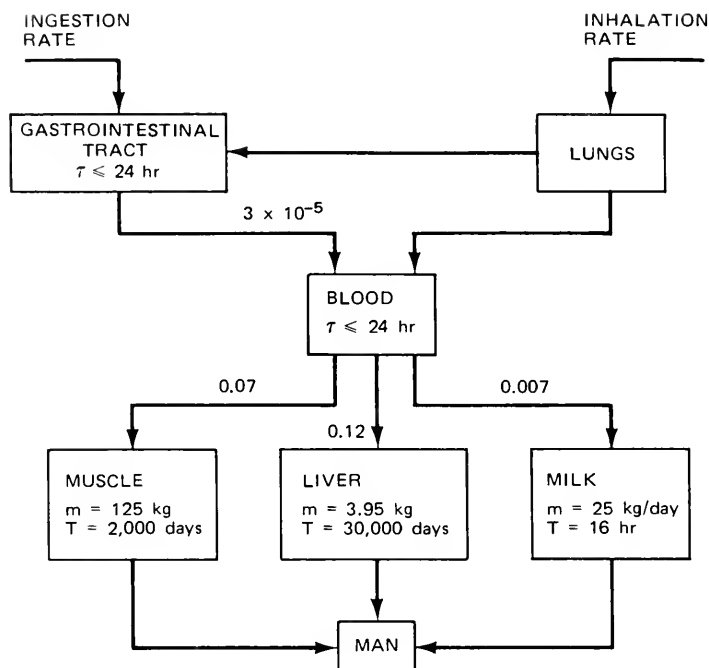 INGESTION
RATE
INHALATION
RATE
GASTROINTESTINAL
TRACT
τ ⩽ 24 hr
LUNGS
3 x 10⁻⁵
BLOOD
τ ⩽ 24 hr
0.07
0.12
0.007
MUSCLE
m = 125 kg
T = 2,000 days
LIVER
m = 3.95 kg
T = 30,000 days
MILK
m = 25 kg/day
T = 16 hr
MAN